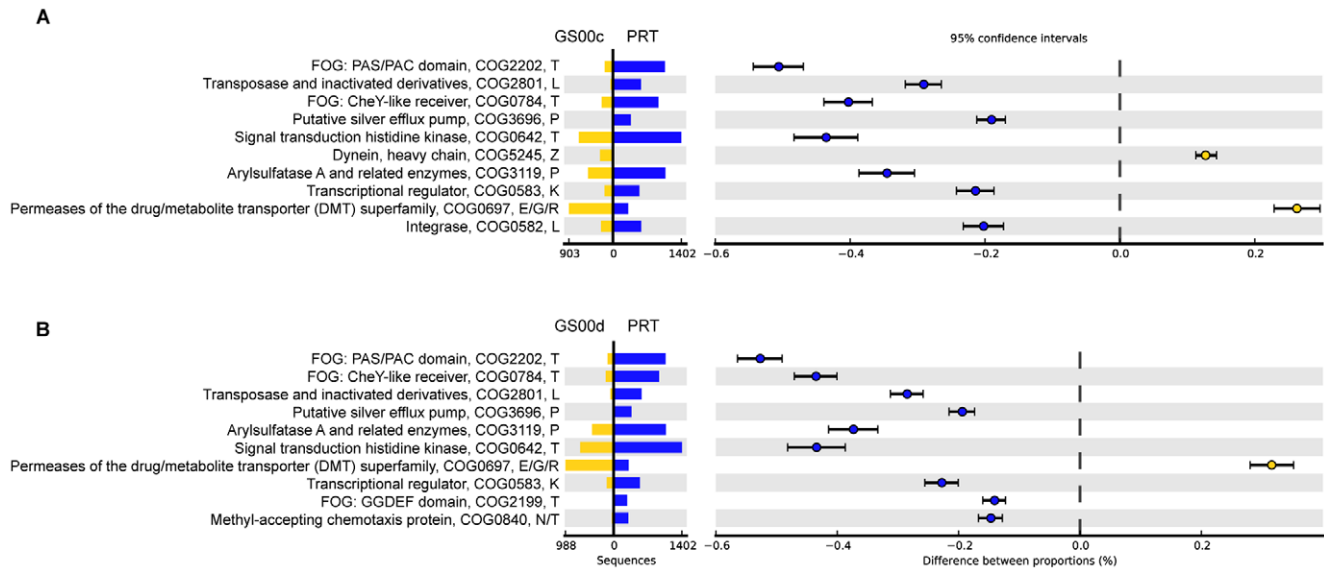 A
GS00c PRT
95% confidence intervals
FOG: PAS/PAC domain, COG2202, T
Transposase and inactivated derivatives, COG2801, L
FOG: CheY-like receiver, COG0784, T
Putative silver efflux pump, COG3696, P
Signal transduction histidine kinase, COG0642, T
Dynein, heavy chain, COG5245, Z
Arylsulfatase A and related enzymes, COG3119, P
Transcriptional regulator, COG0583, K
Permeases of the drug/metabolite transporter (DMT) superfamily, COG0697, E/G/R
Integrase, COG0582, L
903 0 1402 −0.6 −0.4 −0.2 0.0 0.2
B
GS00d PRT
FOG: PAS/PAC domain, COG2202, T
FOG: CheY-like receiver, COG0784, T
Transposase and inactivated derivatives, COG2801, L
Putative silver efflux pump, COG3696, P
Arylsulfatase A and related enzymes, COG3119, P
Signal transduction histidine kinase, COG0642, T
Permeases of the drug/metabolite transporter (DMT) superfamily, COG0697, E/G/R
Transcriptional regulator, COG0583, K
FOG: GGDEF domain, COG2199, T
Methyl-accepting chemotaxis protein, COG0840, N/T
988 0 1402 −0.6 −0.4 −0.2 0.0 0.2
Sequences Difference between proportions (%)